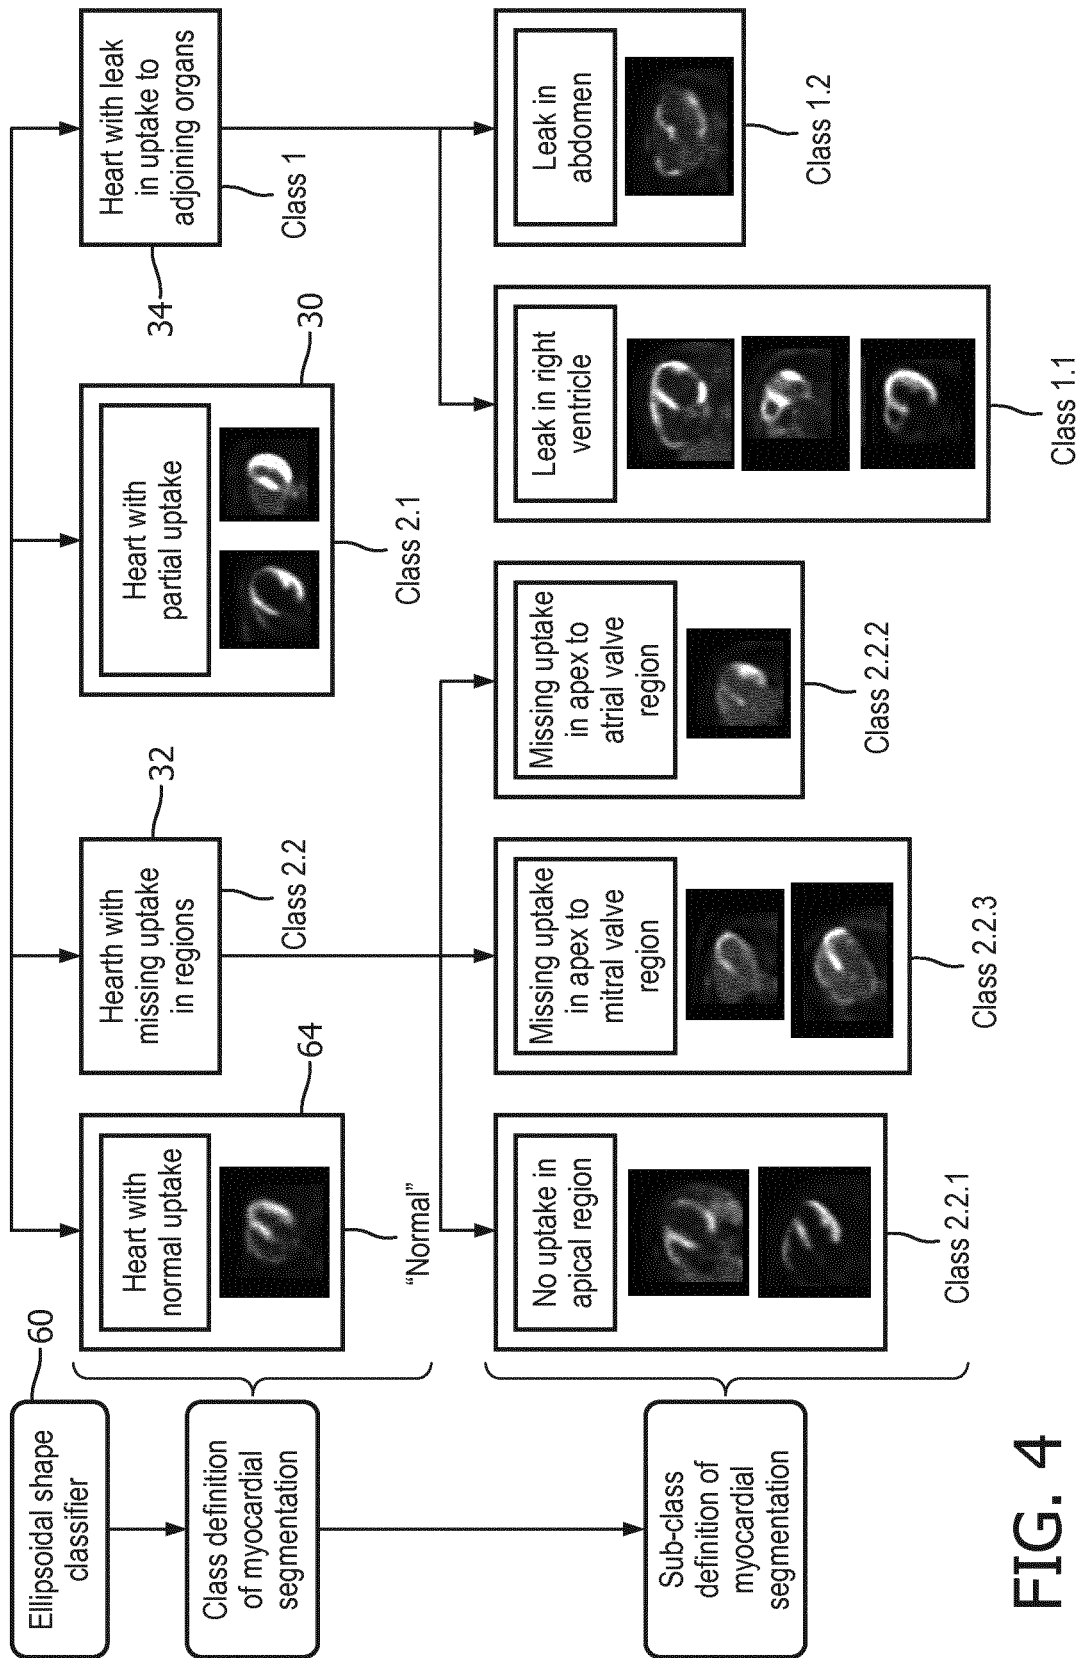 Ellipsoidal shape
classifier
60
Class definition
of myocardial
segmentation
Sub-class
definition of
myocardial
segmentation
Heart with
normal uptake
64
"Normal"
Hearth with
missing uptake
in regions
32
Class 2.2
Heart with
partial uptake
30
Class 2.1
Heart with leak
in uptake to
adjoining organs
34
Class 1
No uptake in
apical region
Class 2.2.1
Missing uptake
in apex to
mitral valve
region
Class 2.2.3
Missing uptake
in apex to
atrial valve
region
Class 2.2.2
Leak in right
ventricle
Class 1.1
Leak in
abdomen
Class 1.2
FIG. 4